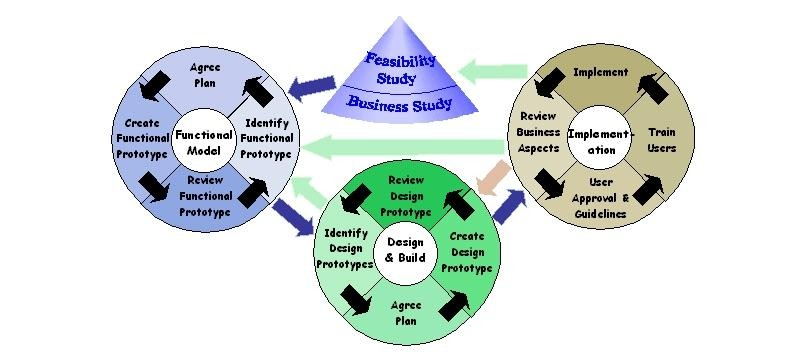 Feasibility
Study
Business Study
Agree
Plan
Create
Functional
Prototype
Functional
Model
Identify
Functional
Prototype
Review
Functional
Prototype
Review
Design
Prototype
Identify
Design
Prototypes
Design
& Build
Create
Design
Prototype
Agree
Plan
Implement
Review
Business
Aspects
Implement-
ation
Train
Users
User
Approval &
Guidelines